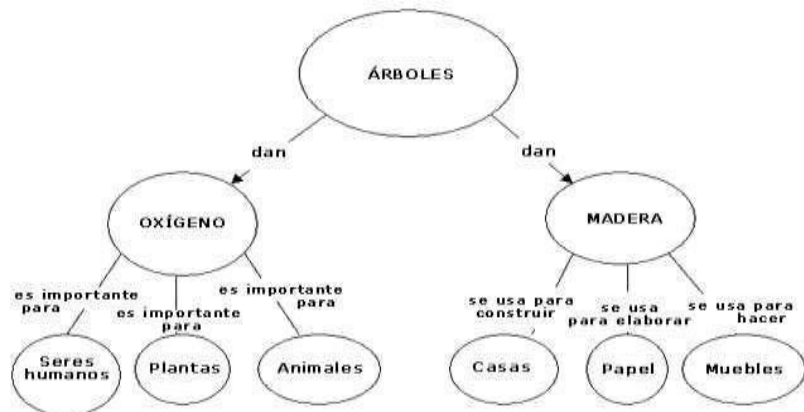 ÁRBOLES
dan
dan
OXÍGENO
MADERA
es importante
para
es importante
para
es importante
para
se usa para
construir
se usa
para elaborar
se usa para
hacer
Seres
humanos
Plantas
Animales
Casas
Papel
Muebles